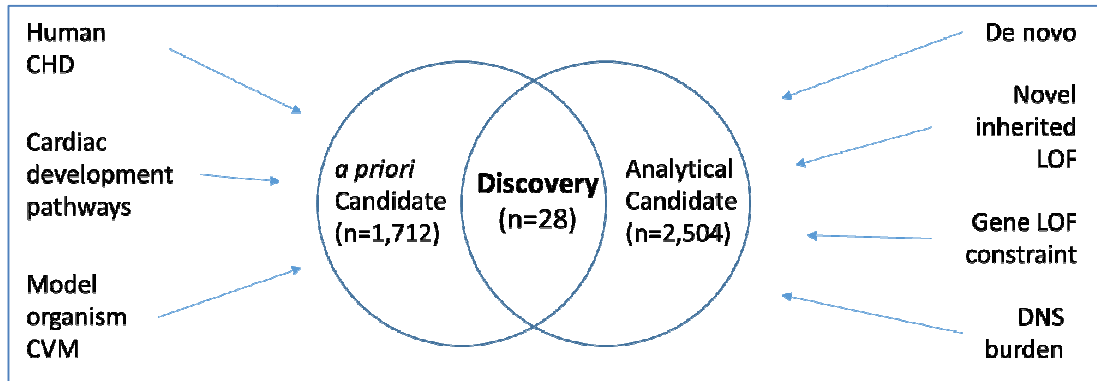 Human
CHD
Cardiac
development
pathways
Model
organism
CVM
a priori
Candidate
(n=1,712)
Discovery
(n=28)
Analytical
Candidate
(n=2,504)
De novo
Novel
inherited
LOF
Gene LOF
constraint
DNS
burden